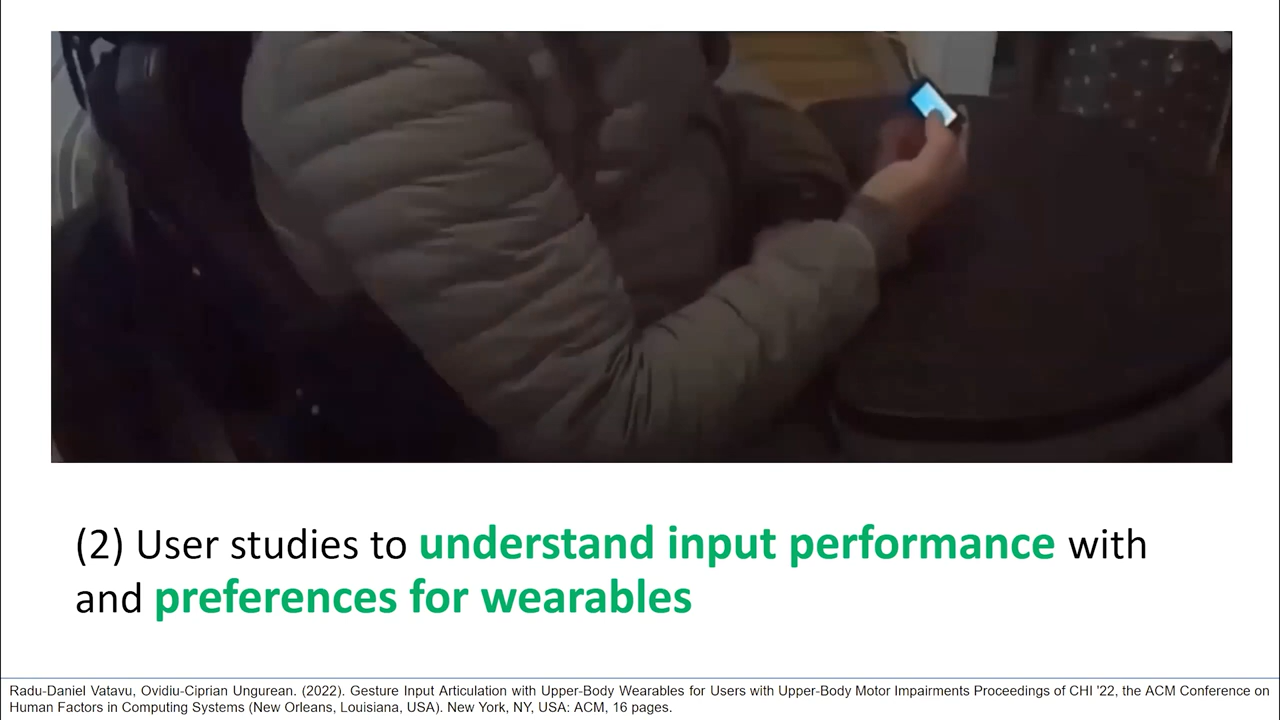 (2) User studies to understand input performance with
and preferences for wearables
Radu-Daniel Vatavu, Ovidiu-Ciprian Ungurean. (2022). Gesture Input Articulation with Upper-Body Wearables for Users with Upper-Body Motor Impairments Proceedings of CHI '22, the ACM Conference on
Human Factors in Computing Systems (New Orleans, Louisiana, USA). New York, NY, USA: ACM, 16 pages.